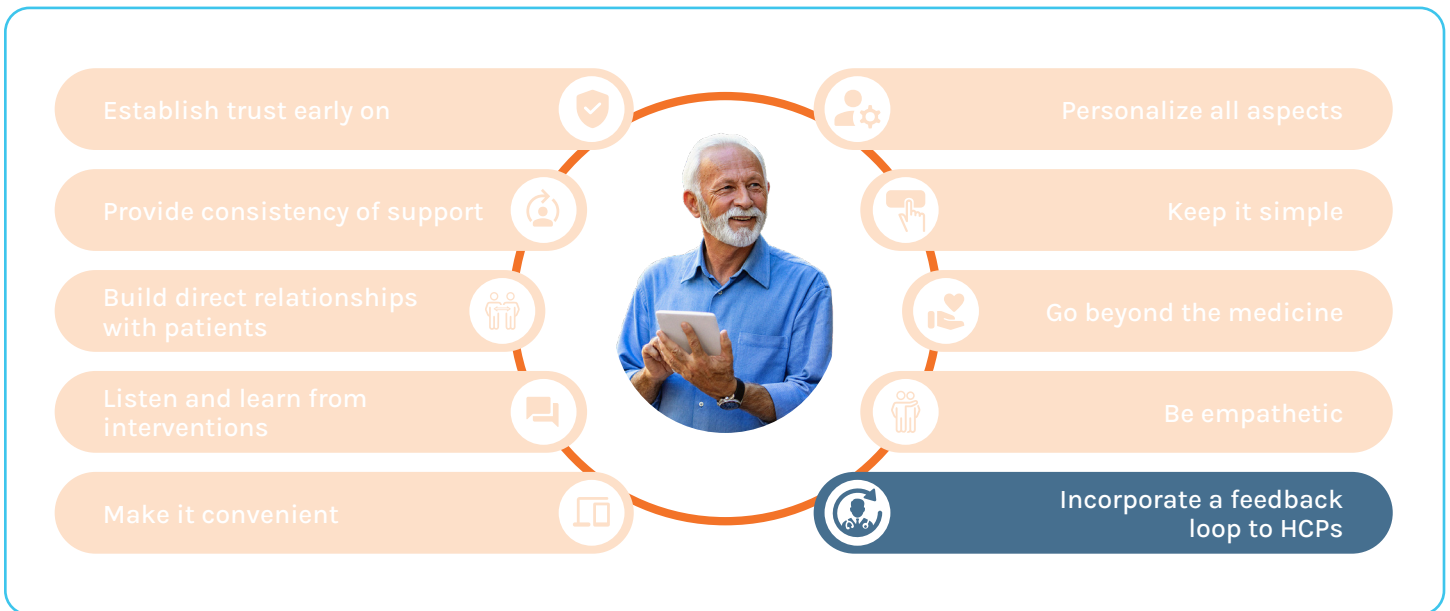 Establish trust early on
Provide consistency of support
Build direct relationships
with patients
Listen and learn from
interventions
Make it convenient
Personalize all aspects
Keep it simple
Go beyond the medicine
Be empathetic
Incorporate a feedback
loop to HCPs